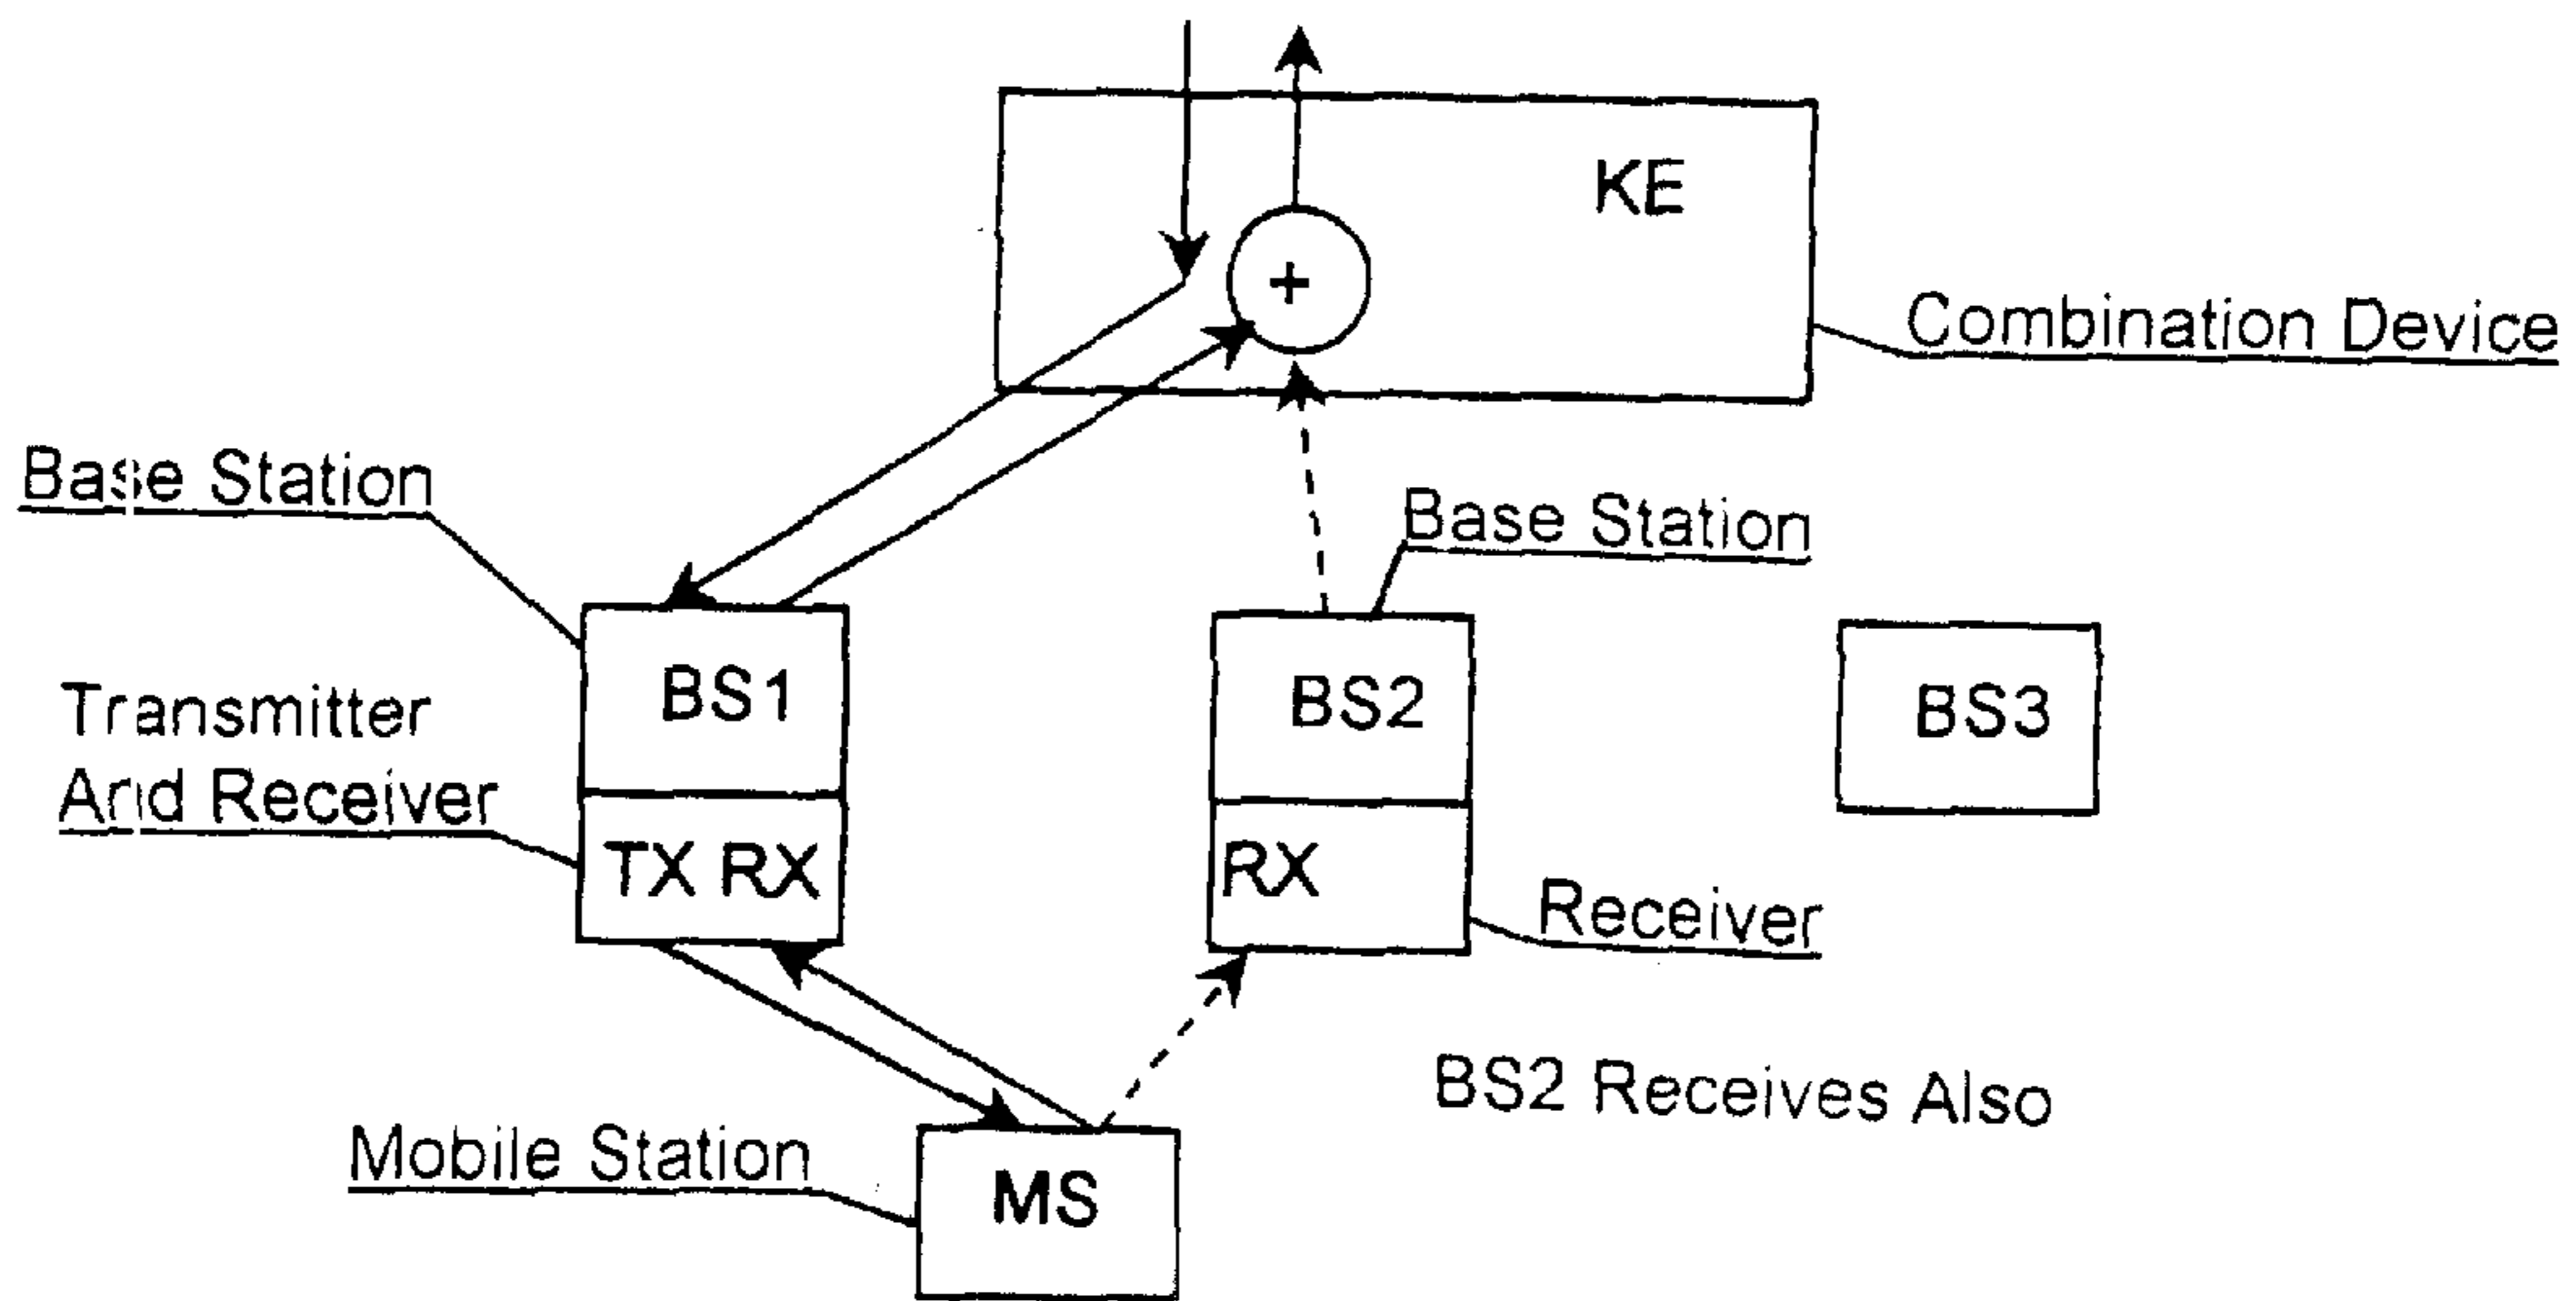 KE
+
Combination Device
Base Station
Base Station
BS1
BS2
BS3
Transmitter
And Receiver
TX RX
RX
Receiver
BS2 Receives Also
Mobile Station
MS